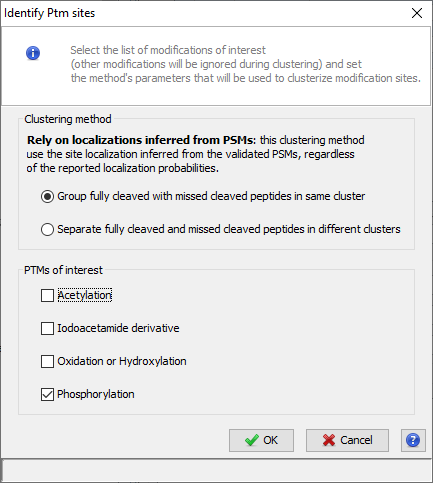 Identify Ptm sites
Select the list of modifications of interest
(other modifications will be ignored during clustering) and set
the method's parameters that will be used to clusterize modification sites.
Clustering method
Rely on localizations inferred from PSMs: this clustering method
use the site localization inferred from the validated PSMs, regardless
of the reported localization probabilities.
Group fully cleaved with missed cleaved peptides in same cluster
Separate fully cleaved and missed cleaved peptides in different clusters
PTMs of interest
Acetylation
Iodoacetamide derivative
Oxidation or Hydroxylation
Phosphorylation
OK Cancel ?